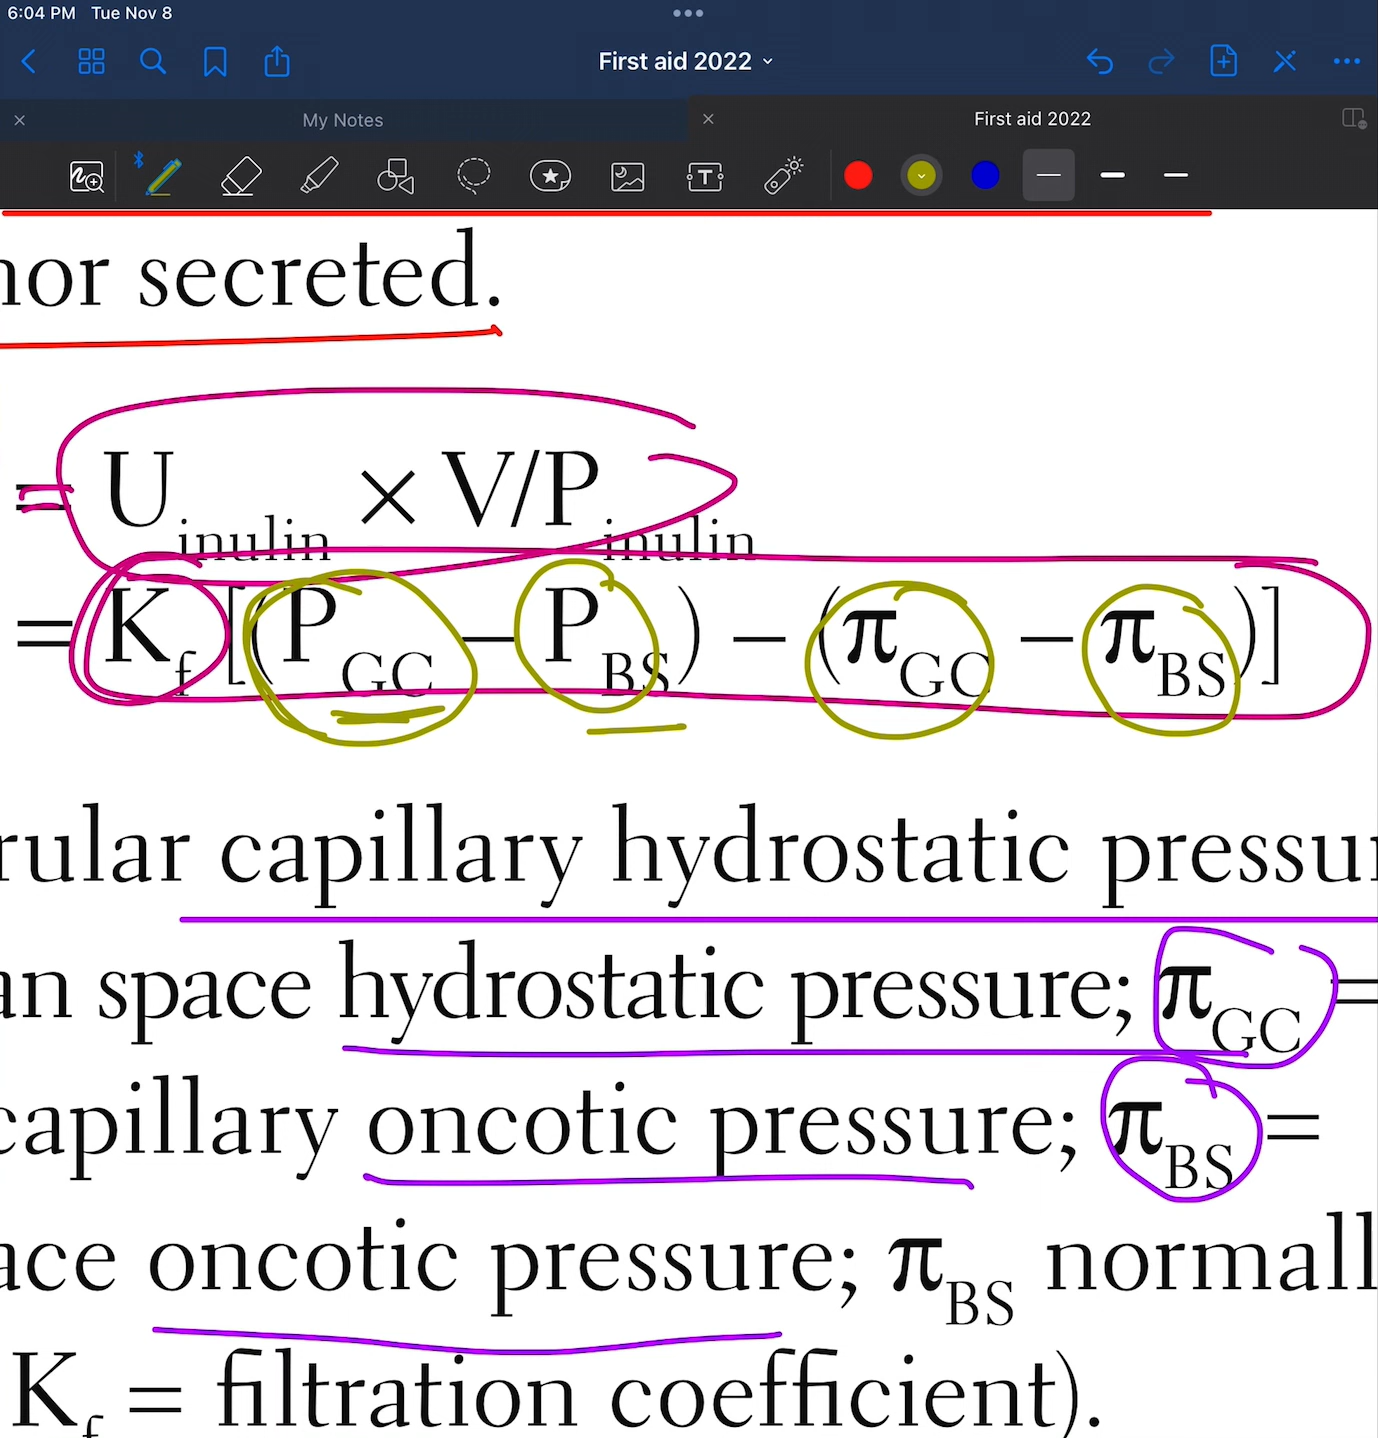 6:04 PM Tue Nov 8
First aid 2022
My Notes
First aid 2022
T
nor secreted.
= U_inulin × V/P_inulin
= K_f [(P_GC − P_BS) − (π_GC − π_BS)]
rular capillary hydrostatic pressur
an space hydrostatic pressure; π_GC =
capillary oncotic pressure; π_BS =
ace oncotic pressure; π_BS normall
K_f = filtration coefficient).